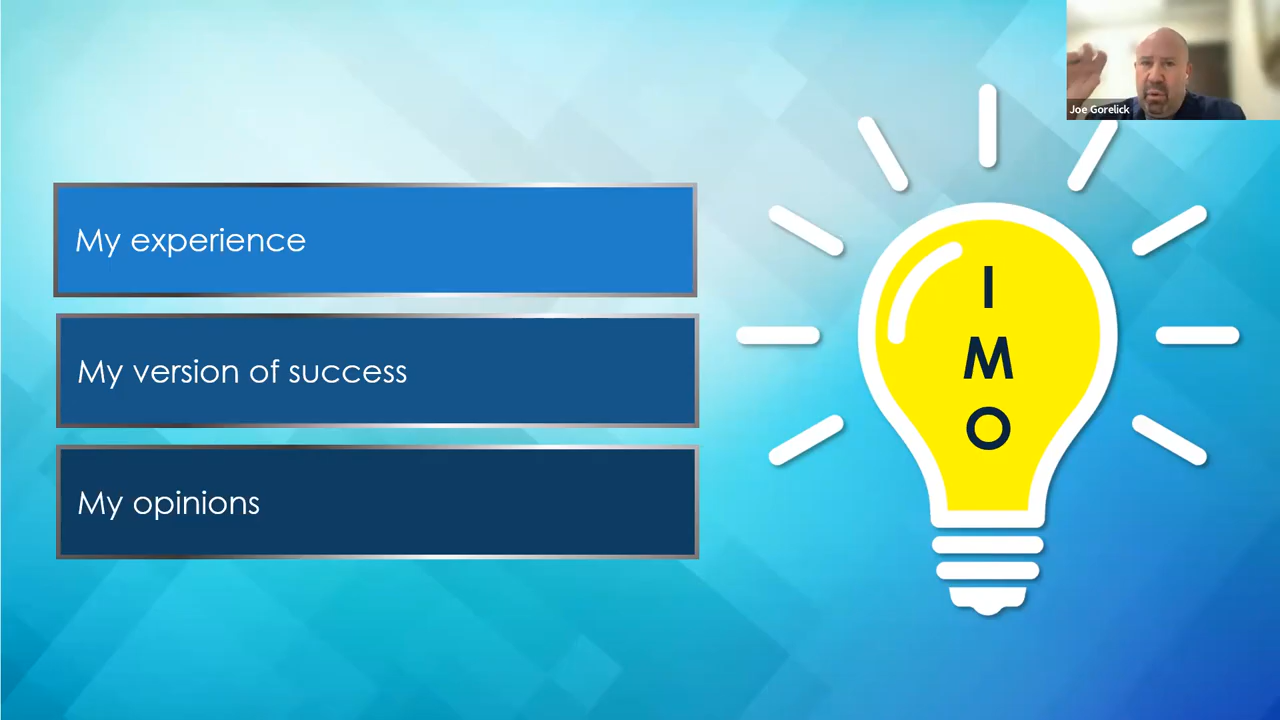 Joe Gorelick
My experience
My version of success
My opinions
I
M
O